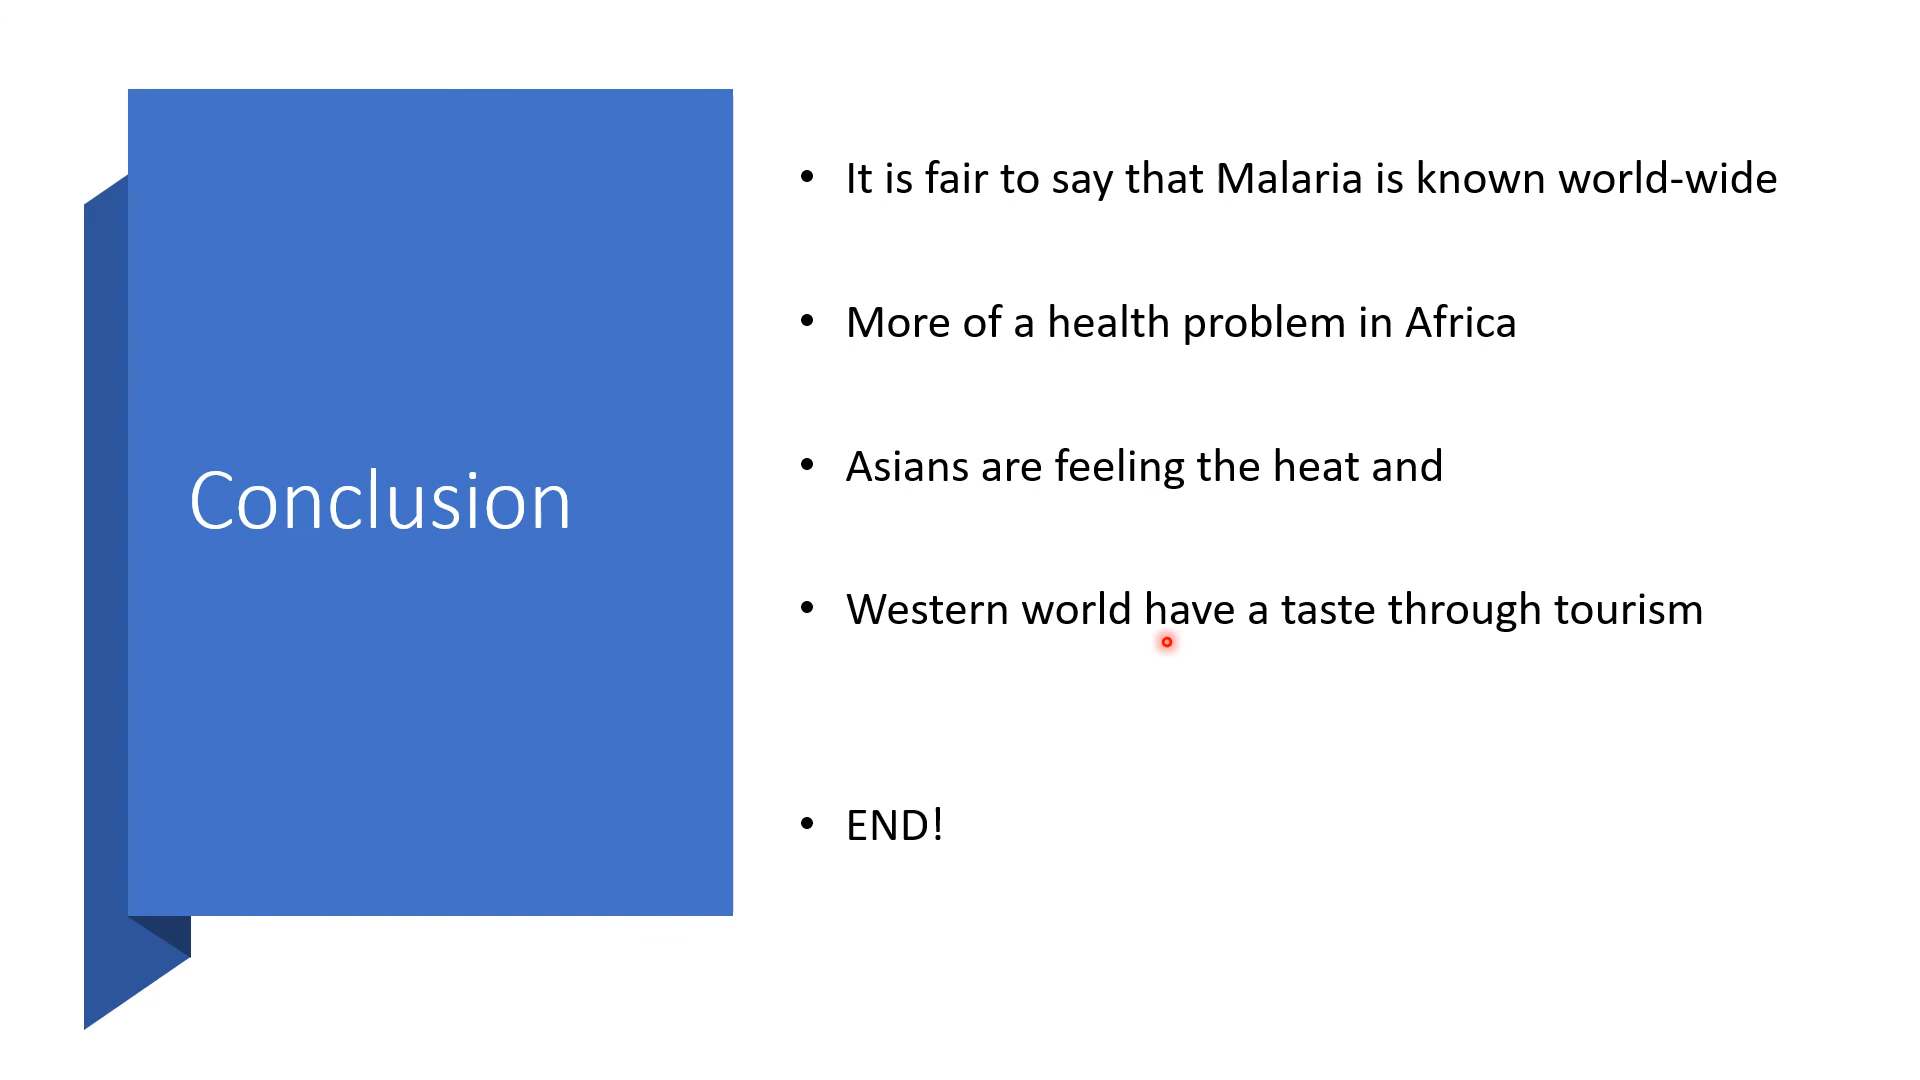 Conclusion
• It is fair to say that Malaria is known world-wide
• More of a health problem in Africa
• Asians are feeling the heat and
• Western world have a taste through tourism
• END!